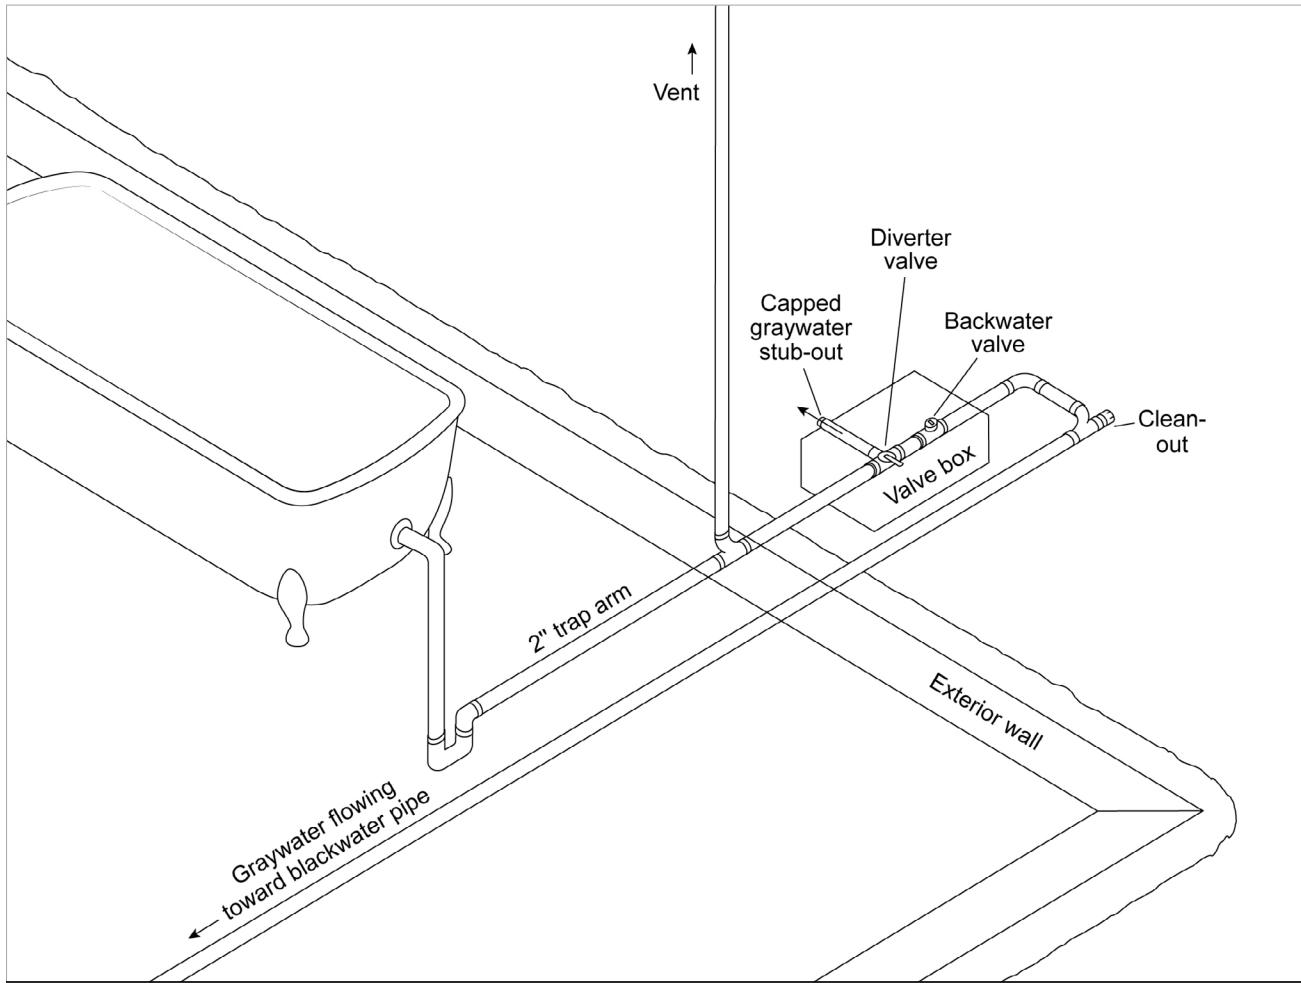 Vent
Diverter
valve
Capped
graywater
stub-out
Backwater
valve
Clean-
out
Valve box
2" trap arm
Exterior wall
Graywater flowing
toward blackwater pipe